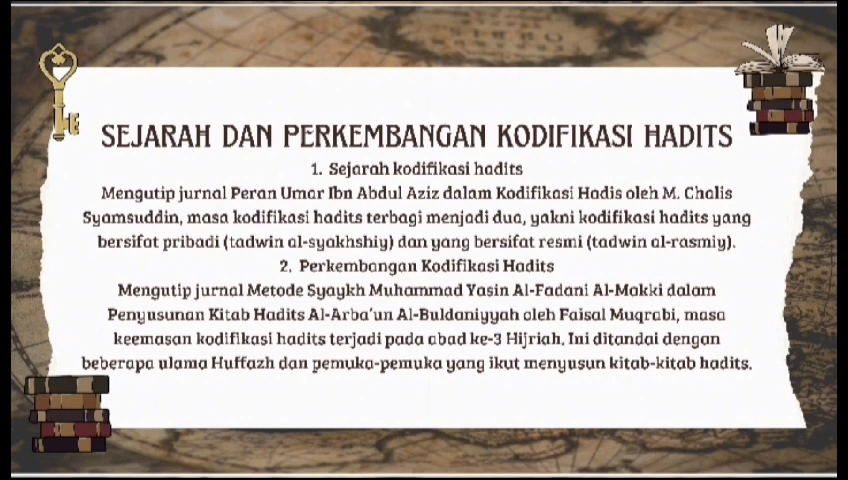 SEJARAH DAN PERKEMBANGAN KODIFIKASI HADITS
1. Sejarah kodifikasi hadits
Mengutip jurnal Peran Umar Ibn Abdul Aziz dalam Kodifikasi Hadis oleh M. Chalis
Syamsuddin, masa kodifikasi hadits terbagi menjadi dua, yakni kodifikasi hadits yang
bersifat pribadi (tadwin al-syakhshiy) dan yang bersifat resmi (tadwin al-rasmiy).
2. Perkembangan Kodifikasi Hadits
Mengutip jurnal Metode Syaykh Muhammad Yasin Al-Fadani Al-Makki dalam
Penyusunan Kitab Hadits Al-Arba'un Al-Buldaniyyah oleh Faisal Muqrabi, masa
keemasan kodifikasi hadits terjadi pada abad ke-3 Hijriah. Ini ditandai dengan
beberapa ulama Huffazh dan pemuka-pemuka yang ikut menyusun kitab-kitab hadits.